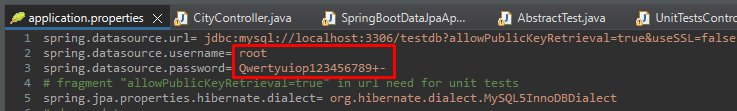 application.properties CityController.java SpringBootDataJpaAp... AbstractTest.java UnitTestsContr
1 spring.datasource.url= jdbc:mysql://localhost:3306/testdb?allowPublicKeyRetrieval=true&useSSL=false
2 spring.datasource.username= root
3 spring.datasource.password= Qwertyuiop123456789+-
4 # fragment "allowPublicKeyRetrieval=true" in url need for unit tests
5 spring.jpa.properties.hibernate.dialect= org.hibernate.dialect.MySQL5InnoDBDialect